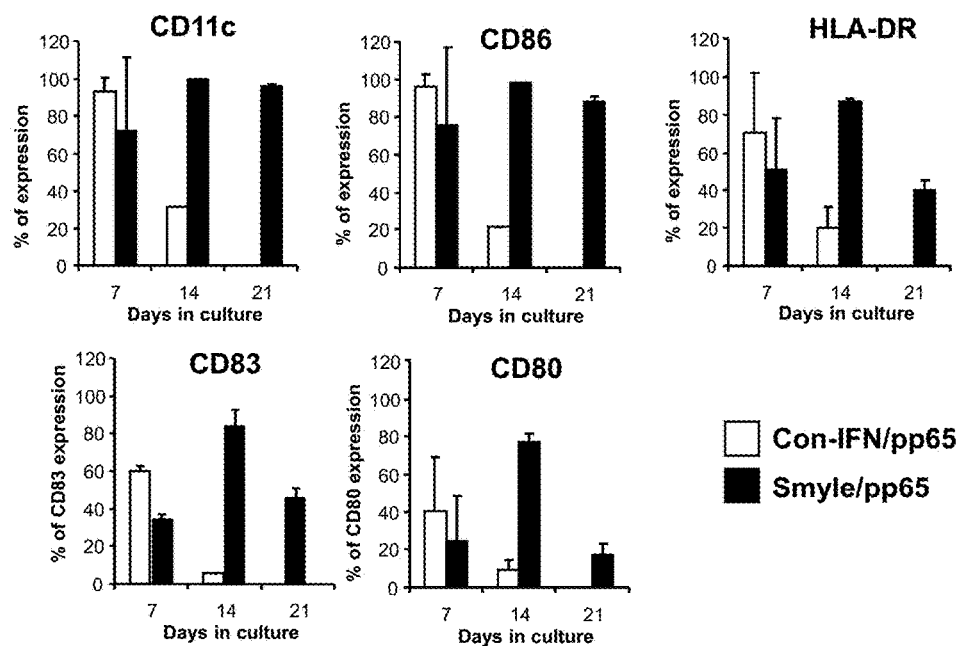 CD11c
% of expression
120
100
80
60
40
20
0
7 14 21
Days in culture
CD86
% of expression
120
100
80
60
40
20
0
7 14 21
Days in culture
HLA-DR
% of expression
120
100
80
60
40
20
0
7 14 21
Days in culture
CD83
% of CD83 expression
120
100
80
60
40
20
0
7 14 21
Days in culture
CD80
% of CD80 expression
120
100
80
60
40
20
0
7 14 21
Days in culture
Con-IFN/pp65
Smyle/pp65